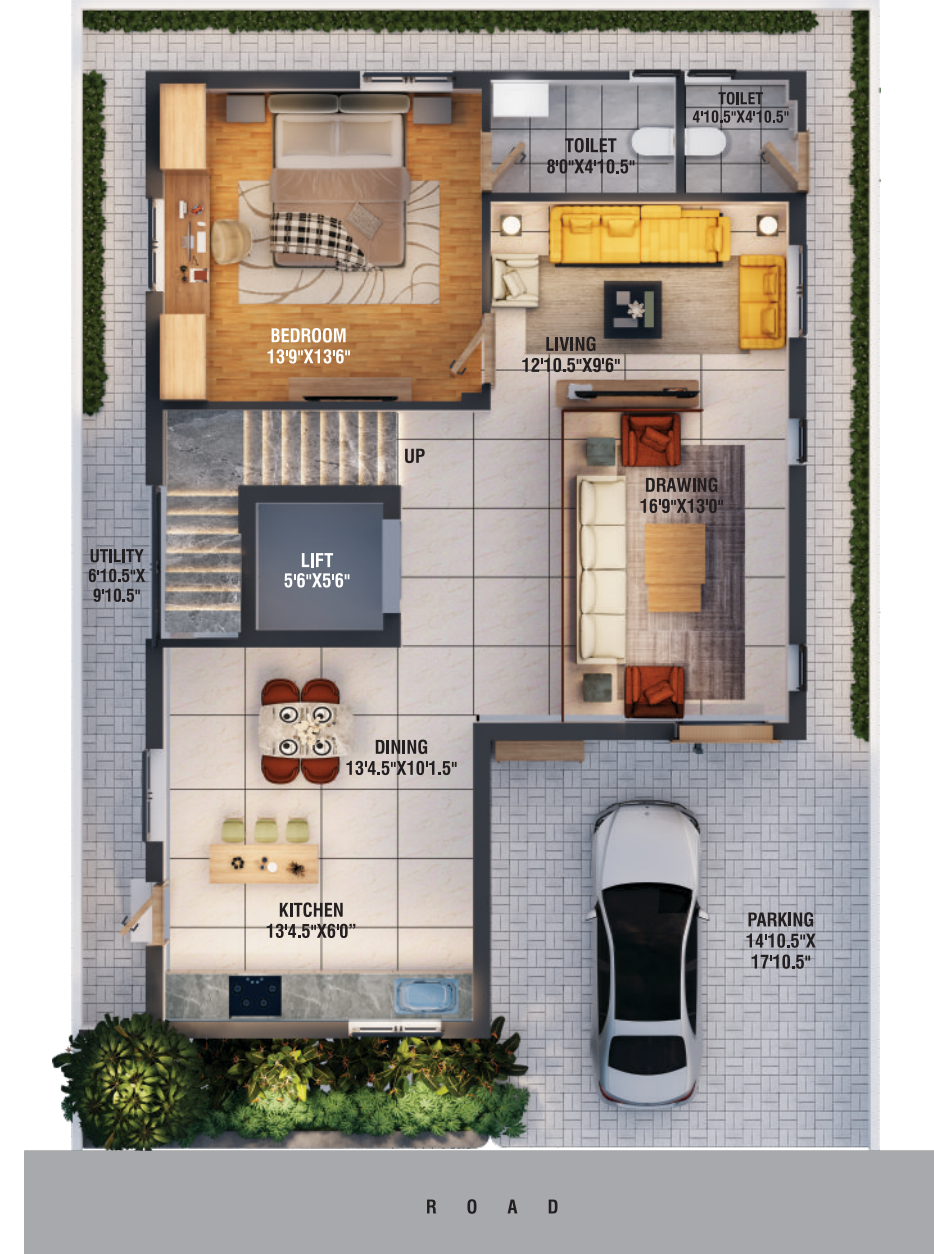 TOILET
4'10.5"X4'10.5"
TOILET
8'0"X4'10.5"
BEDROOM
13'9"X13'6"
LIVING
12'10.5"X9'6"
UP
DRAWING
16'9"X13'0"
LIFT
5'6"X5'6"
UTILITY
6'10.5"X
9'10.5"
DINING
13'4.5"X10'1.5"
KITCHEN
13'4.5"X6'0”
PARKING
14'10.5"X
17'10.5"
ROAD